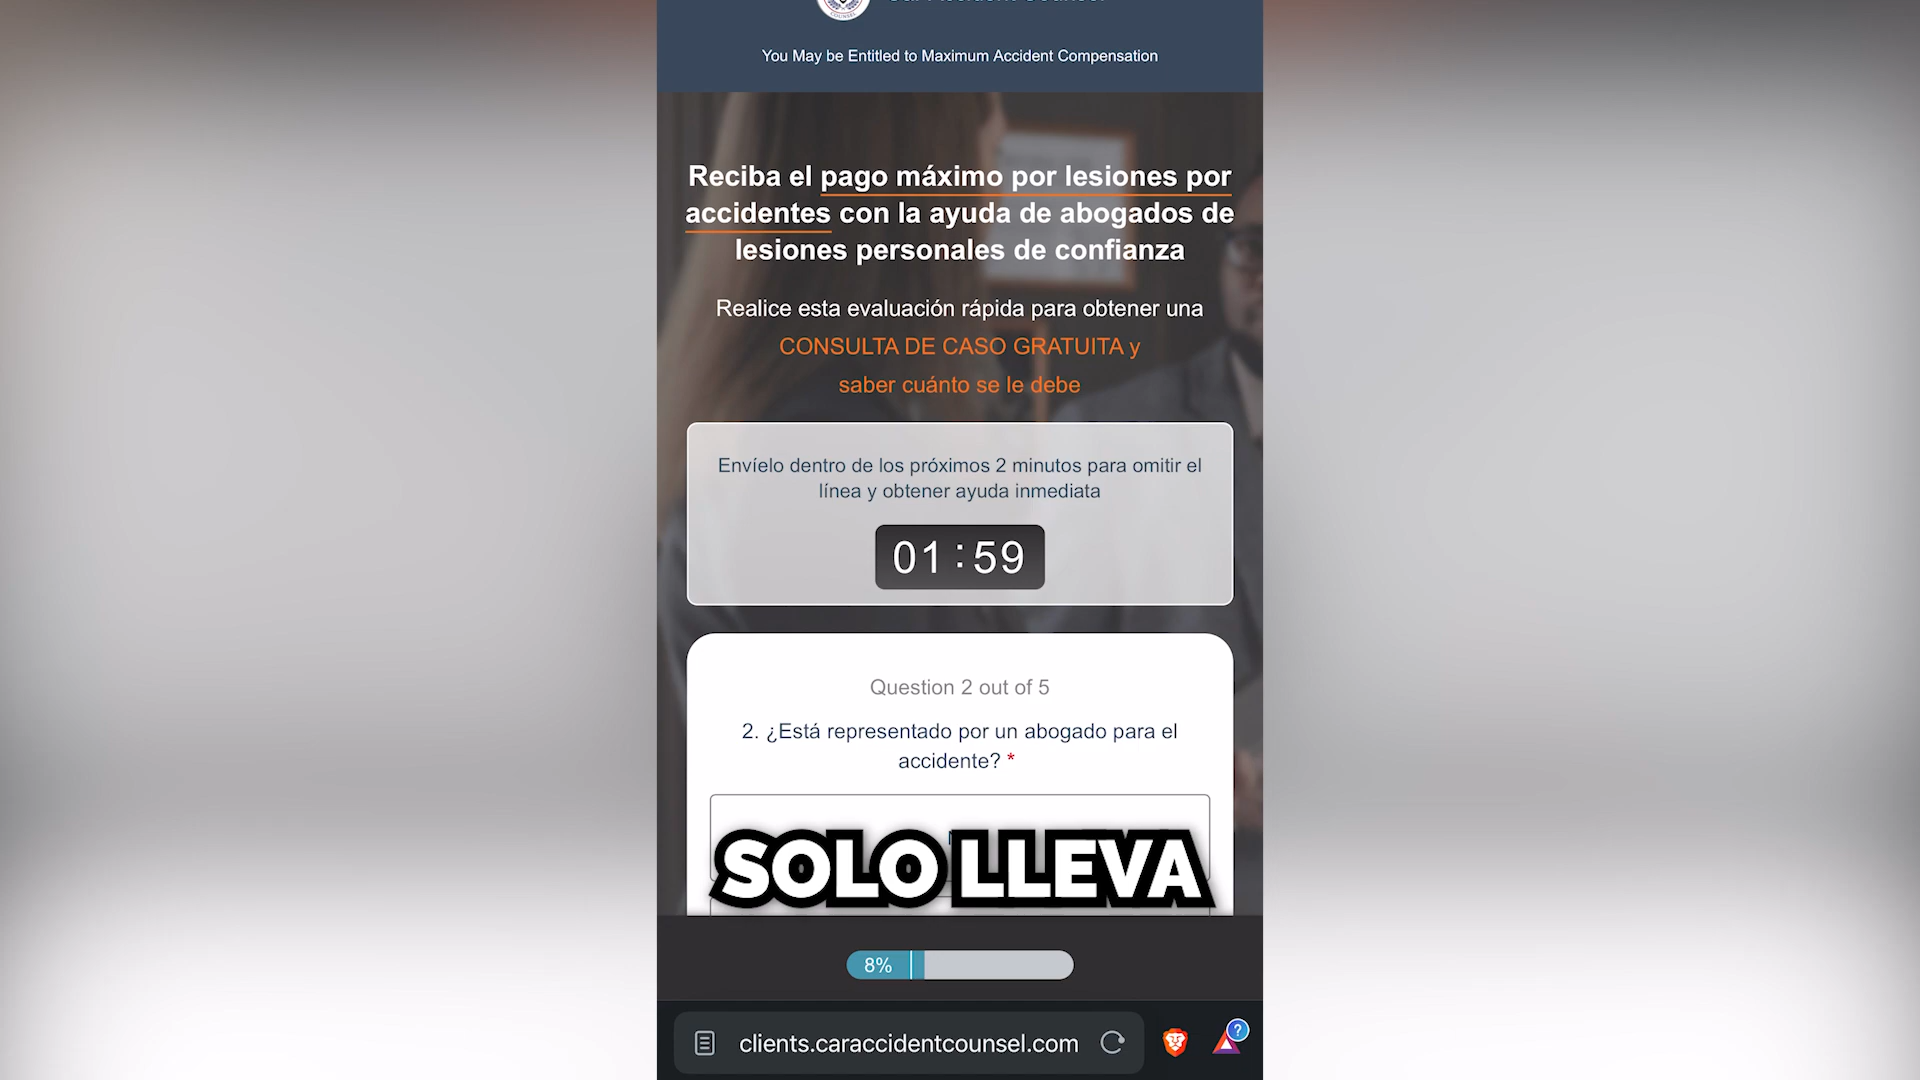 COUNSEL
You May be Entitled to Maximum Accident Compensation
Reciba el pago máximo por lesiones por
accidentes con la ayuda de abogados de
lesiones personales de confianza
Realice esta evaluación rápida para obtener una
CONSULTA DE CASO GRATUITA y
saber cuánto se le debe
Envíelo dentro de los próximos 2 minutos para omitir el
línea y obtener ayuda inmediata
01:59
Question 2 out of 5
2. ¿Está representado por un abogado para el
accidente? *
SOLO LLEVA
8%
clients.caraccidentcounsel.com
?